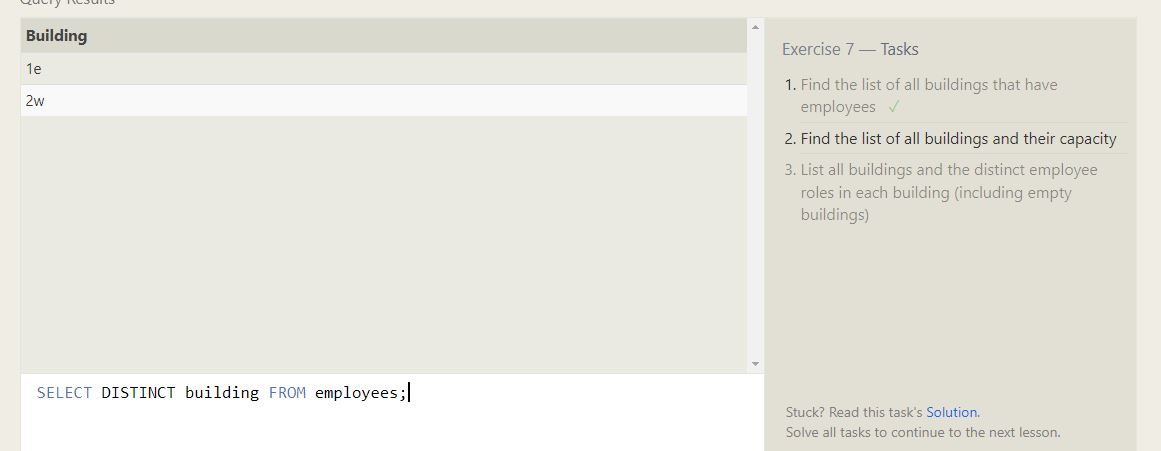 Query Results
Building
1e
2w
SELECT DISTINCT building FROM employees;
Exercise 7 — Tasks
1. Find the list of all buildings that have
employees ✓
2. Find the list of all buildings and their capacity
3. List all buildings and the distinct employee
roles in each building (including empty
buildings)
Stuck? Read this task's Solution.
Solve all tasks to continue to the next lesson.